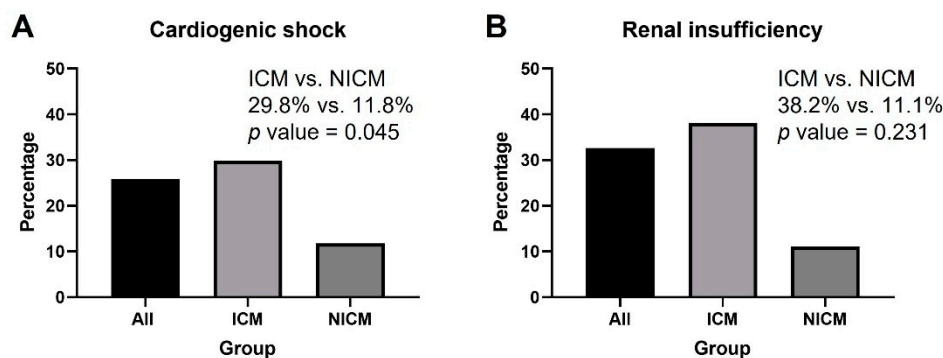 A Cardiogenic shock
ICM vs. NICM
29.8% vs. 11.8%
p value = 0.045
Percentage
50
40
30
20
10
0
All ICM NICM
Group
B Renal insufficiency
ICM vs. NICM
38.2% vs. 11.1%
p value = 0.231
Percentage
50
40
30
20
10
0
All ICM NICM
Group